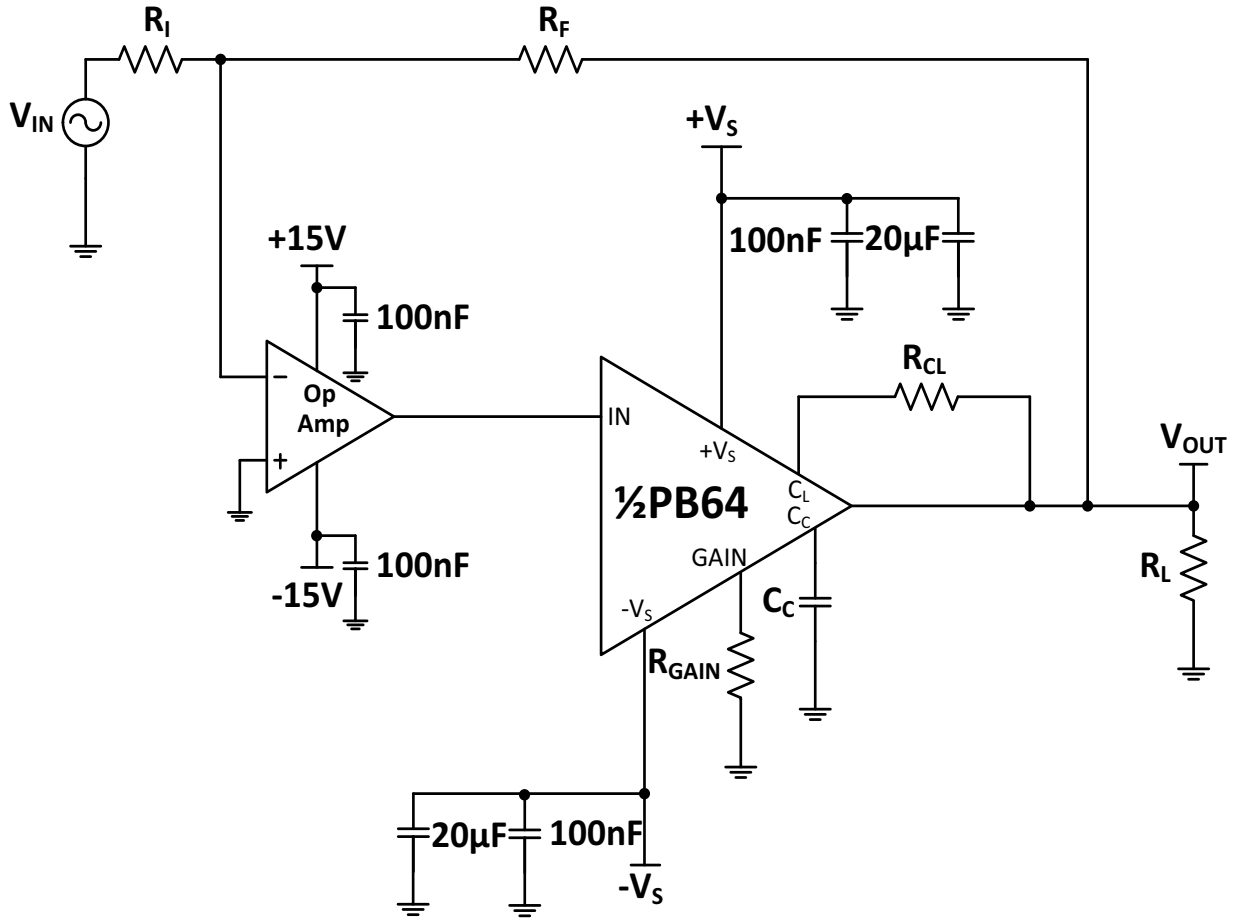 R_I
R_F
V_IN
+V_S
+15V
100nF
20µF
100nF
R_CL
−
Op
Amp
+
IN
+V_S
V_OUT
C_L
½PB64
C_C
GAIN
100nF
-15V
R_L
-V_S
C_C
R_GAIN
20µF
100nF
-V_S